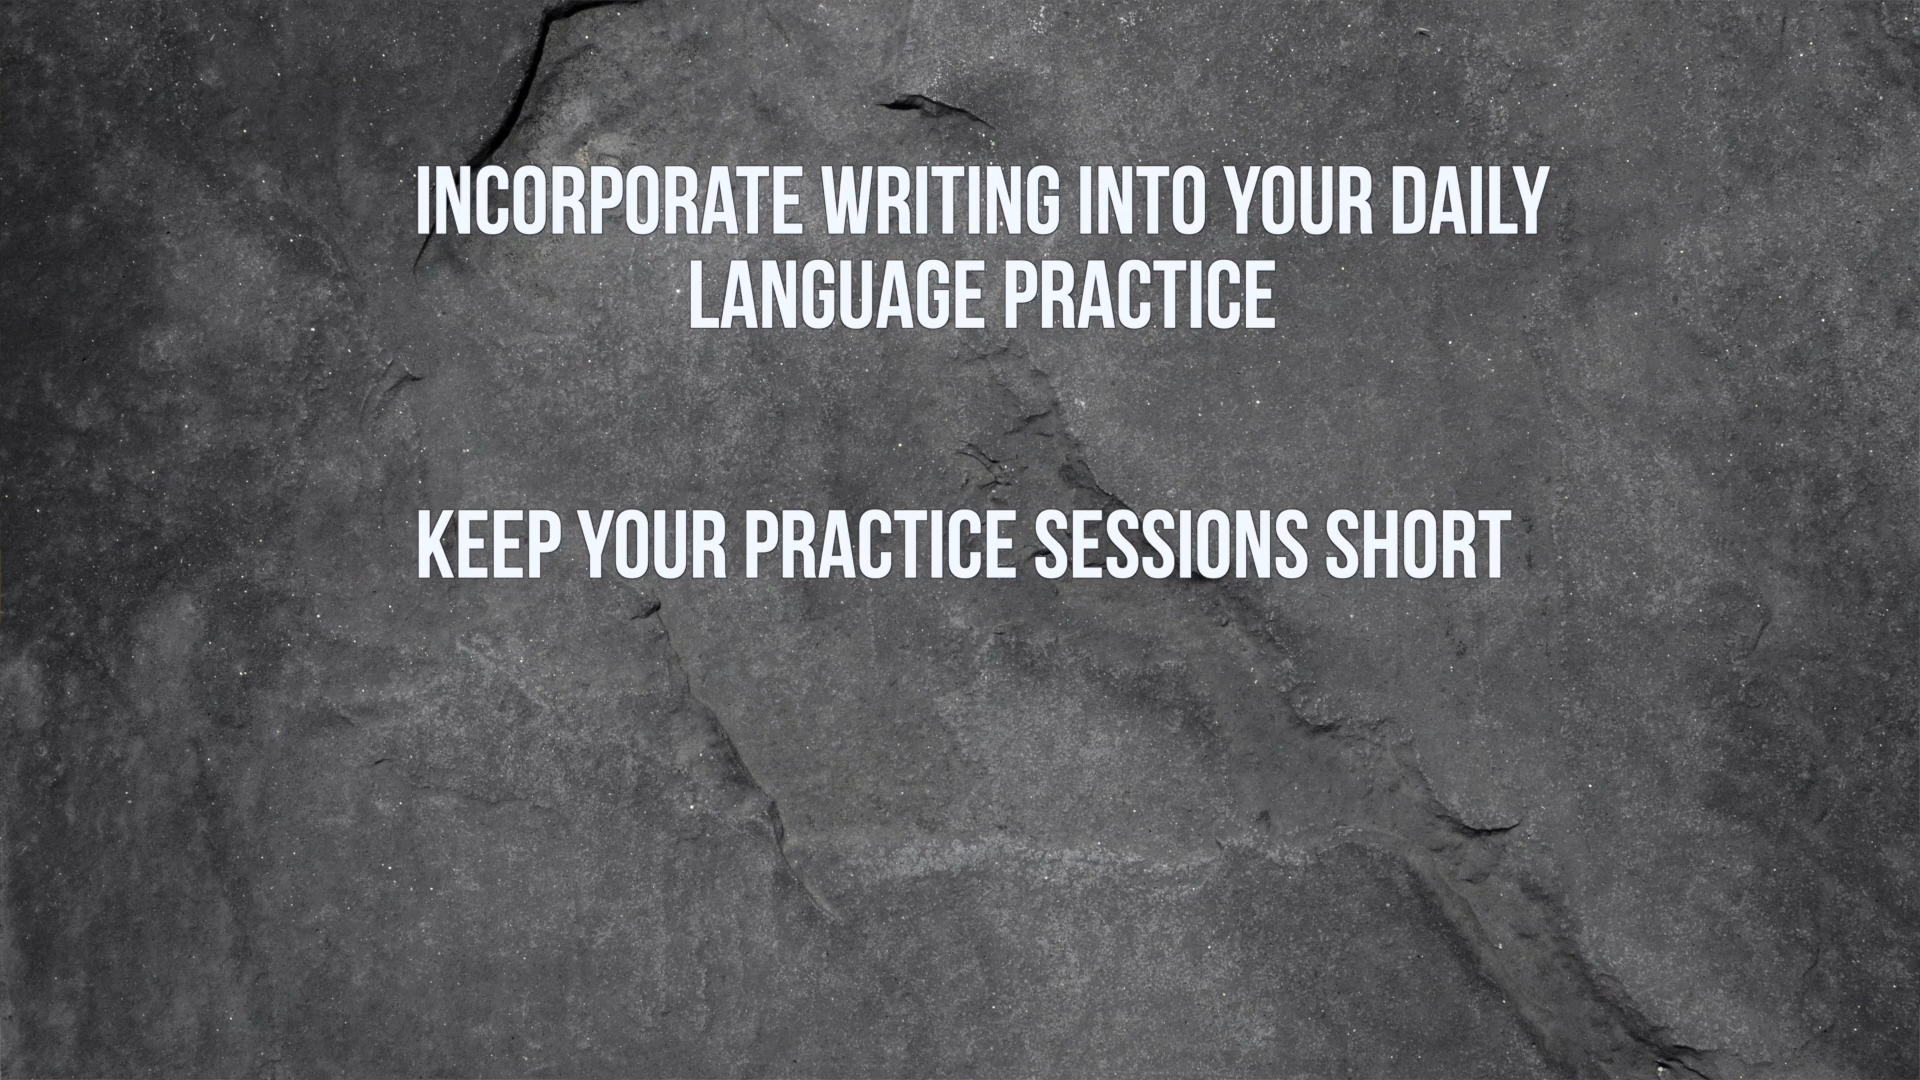 INCORPORATE WRITING INTO YOUR DAILY
LANGUAGE PRACTICE
KEEP YOUR PRACTICE SESSIONS SHORT